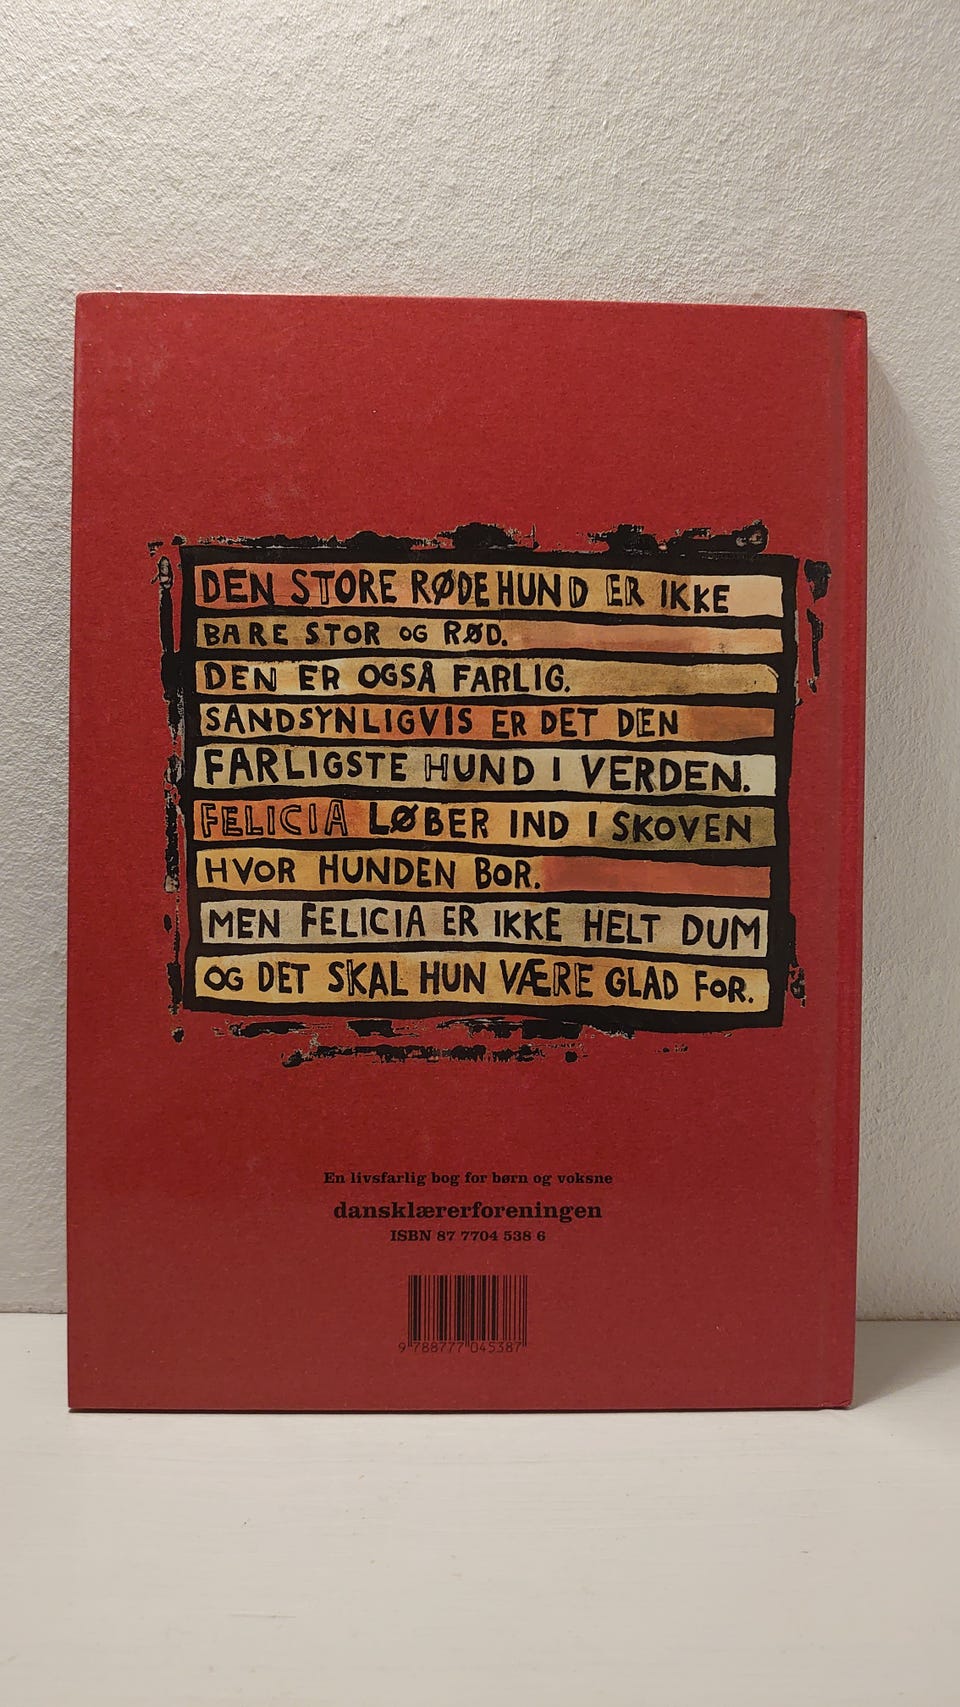 DEN STORE RØDE HUND ER IKKE
BARE STOR OG RØD.
DEN ER OGSÅ FARLIG.
SANDSYNLIGVIS ER DET DEN
FARLIGSTE HUND I VERDEN.
FELICIA LØBER IND I SKOVEN
HVOR HUNDEN BOR.
MEN FELICIA ER IKKE HELT DUM
OG DET SKAL HUN VÆRE GLAD FOR.
En livsfarlig bog for børn og voksne
dansklærerforeningen
ISBN 87 7704 538 6
9 788777 045387